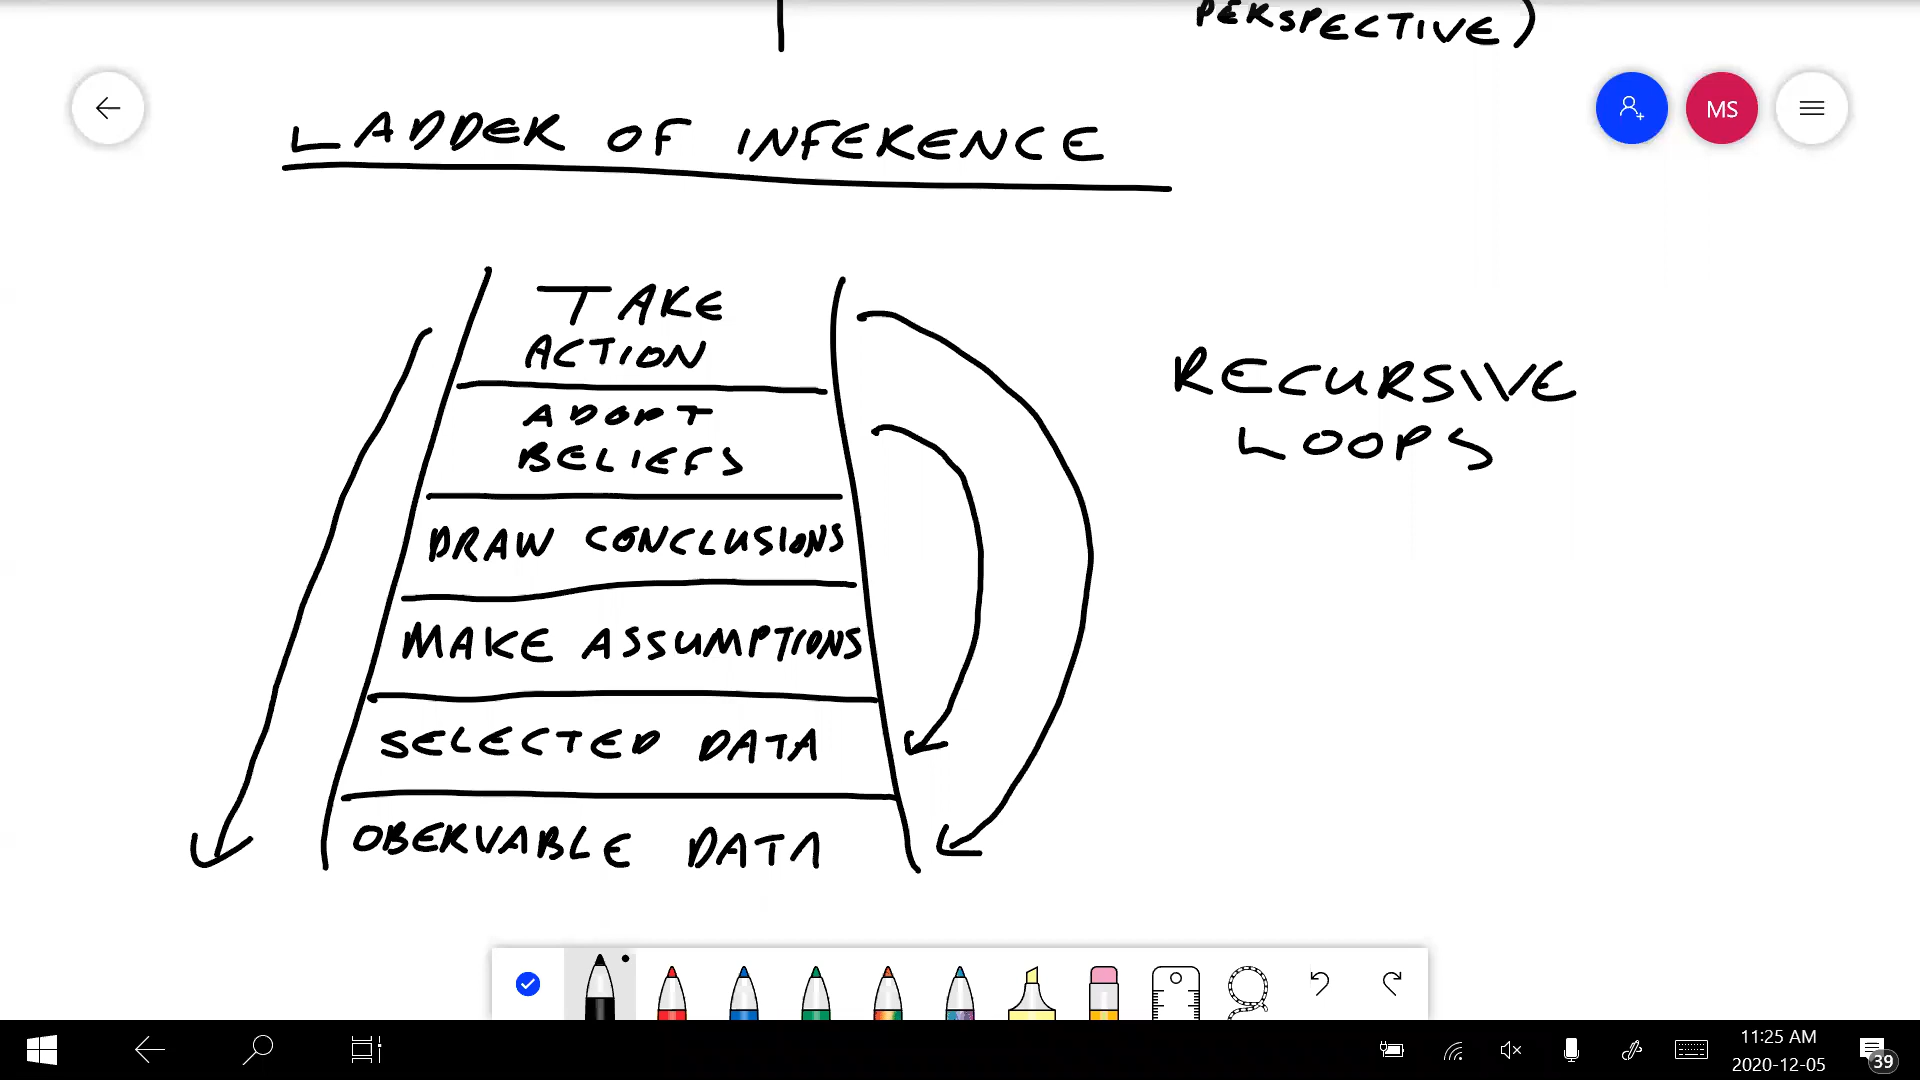 PERSPECTIVE)
LADDER OF INFERENCE
MS
TAKE
ACTION
ADOPT
BELIEFS
DRAW CONCLUSIONS
MAKE ASSUMPTIONS
SELECTED DATA
OBERVABLE DATA
RECURSIVE
LOOPS
11:25 AM
2020-12-05
39